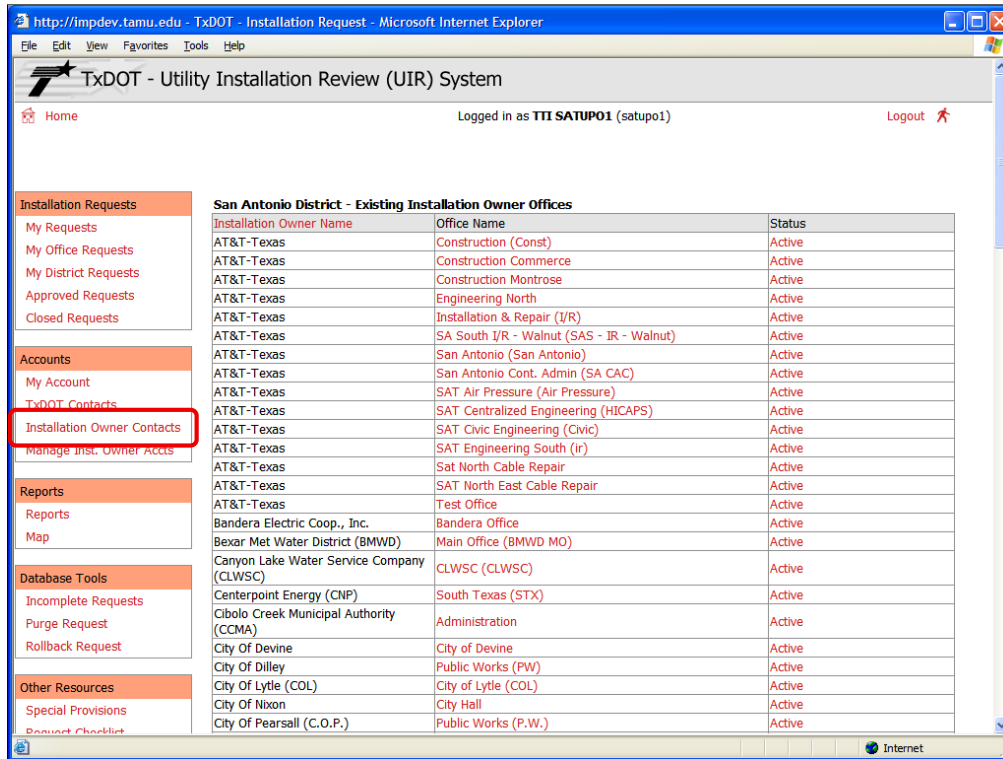 http://impdev.tamu.edu - TxDOT - Installation Request - Microsoft Internet Explorer
File Edit View Favorites Tools Help
TxDOT - Utility Installation Review (UIR) System
Home Logged in as TTI SATUPO1 (satupo1) Logout
Installation Requests
My Requests
My Office Requests
My District Requests
Approved Requests
Closed Requests
Accounts
My Account
TxDOT Contacts
Installation Owner Contacts
Manage Inst. Owner Accts
Reports
Reports
Map
Database Tools
Incomplete Requests
Purge Request
Rollback Request
Other Resources
Special Provisions
Request Checklist
San Antonio District - Existing Installation Owner Offices
Installation Owner Name Office Name Status
AT&T-Texas Construction (Const) Active
AT&T-Texas Construction Commerce Active
AT&T-Texas Construction Montrose Active
AT&T-Texas Engineering North Active
AT&T-Texas Installation & Repair (I/R) Active
AT&T-Texas SA South I/R - Walnut (SAS - IR - Walnut) Active
AT&T-Texas San Antonio (San Antonio) Active
AT&T-Texas San Antonio Cont. Admin (SA CAC) Active
AT&T-Texas SAT Air Pressure (Air Pressure) Active
AT&T-Texas SAT Centralized Engineering (HICAPS) Active
AT&T-Texas SAT Civic Engineering (Civic) Active
AT&T-Texas SAT Engineering South (ir) Active
AT&T-Texas Sat North Cable Repair Active
AT&T-Texas SAT North East Cable Repair Active
AT&T-Texas Test Office Active
Bandera Electric Coop., Inc. Bandera Office Active
Bexar Met Water District (BMWD) Main Office (BMWD MO) Active
Canyon Lake Water Service Company
(CLWSC) CLWSC (CLWSC) Active
Centerpoint Energy (CNP) South Texas (STX) Active
Cibolo Creek Municipal Authority
(CCMA) Administration Active
City Of Devine City of Devine Active
City Of Dilley Public Works (PW) Active
City Of Lytle (COL) City of Lytle (COL) Active
City Of Nixon City Hall Active
City Of Pearsall (C.O.P.) Public Works (P.W.) Active
Internet